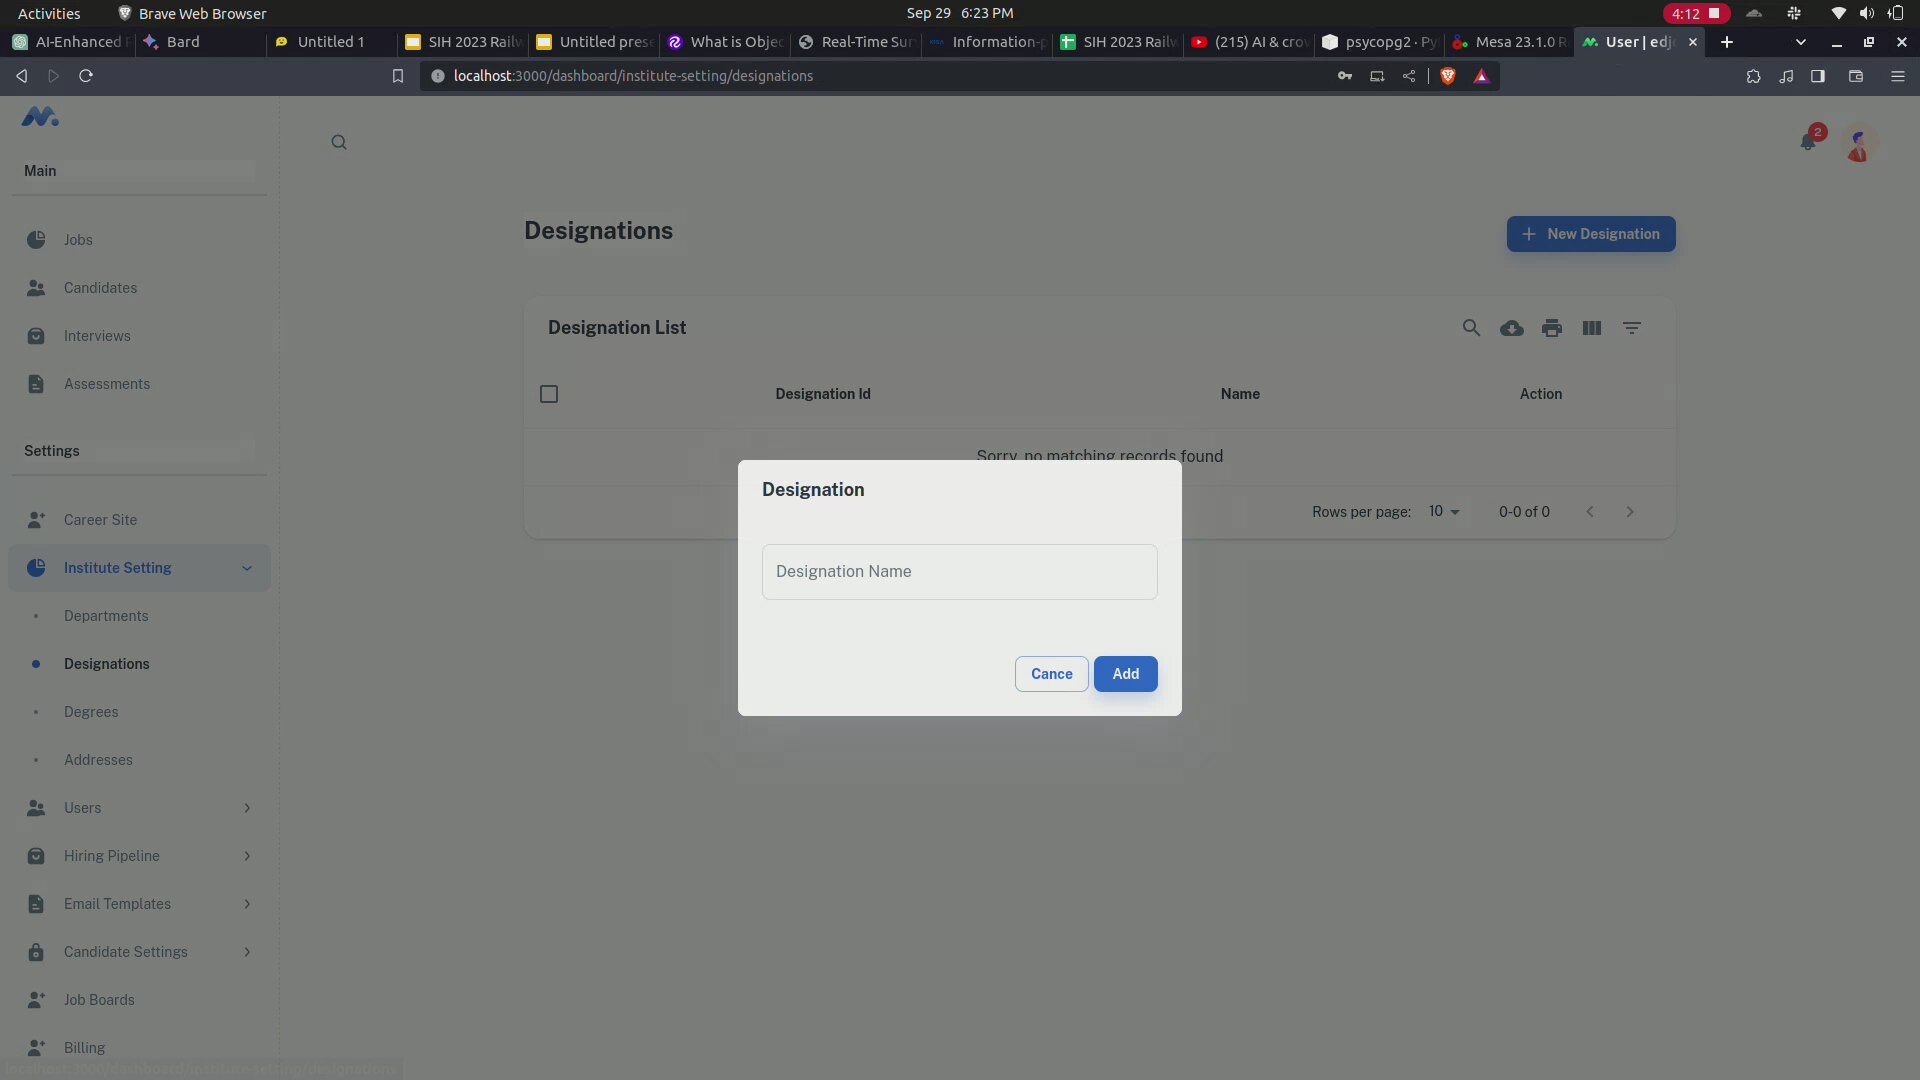 Activities
Brave Web Browser
Sep 29 6:23 PM
4:12
AI-Enhanced
Bard
Untitled 1
SIH 2023 Railw
Untitled prese
What is Objec
Real-Time Sur
Information-p
SIH 2023 Railw
(215) AI & crow
psycopg2 · Py
Mesa 23.1.0 R
User | edjo
localhost:3000/dashboard/institute-setting/designations
2
Main
Jobs
Candidates
Interviews
Assessments
Settings
Career Site
Institute Setting
Departments
Designations
Degrees
Addresses
Users
Hiring Pipeline
Email Templates
Candidate Settings
Job Boards
Billing
localhost:3000/dashboard/institute-setting/designations
Designations
New Designation
Designation List
Designation Id
Name
Action
Sorry, no matching records found
Rows per page: 10
0-0 of 0
Designation
Designation Name
Cance
Add